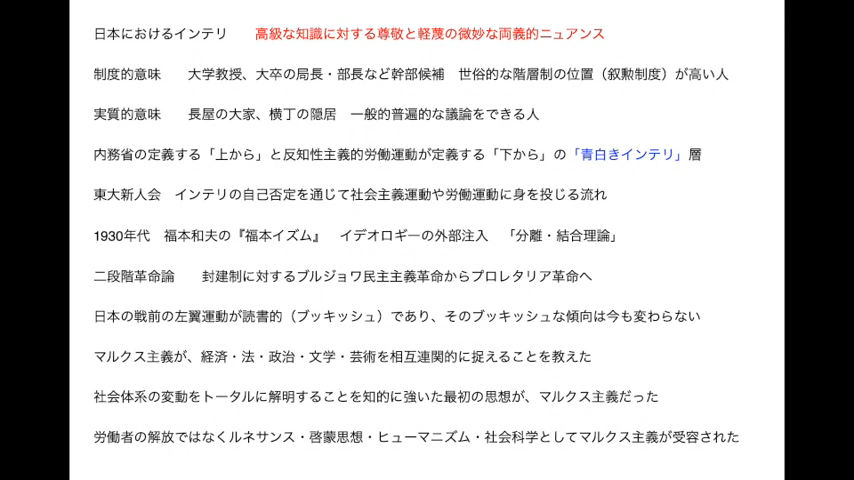 日本におけるインテリ　　高級な知識に対する尊敬と軽蔑の微妙な両義的ニュアンス
制度的意味　　大学教授、大卒の局長・部長など幹部候補　世俗的な階層制の位置（叙勲制度）が高い人
実質的意味　　長屋の大家、横丁の隠居　一般的普遍的な議論をできる人
内務省の定義する「上から」と反知性主義的労働運動が定義する「下から」の「青白きインテリ」層
東大新人会　インテリの自己否定を通じて社会主義運動や労働運動に身を投じる流れ
1930年代　福本和夫の『福本イズム』　イデオロギーの外部注入　「分離・結合理論」
二段階革命論　　封建制に対するブルジョワ民主主義革命からプロレタリア革命へ
日本の戦前の左翼運動が読書的（ブッキッシュ）であり、そのブッキッシュな傾向は今も変わらない
マルクス主義が、経済・法・政治・文学・芸術を相互連関的に捉えることを教えた
社会体系の変動をトータルに解明することを知的に強いた最初の思想が、マルクス主義だった
労働者の解放ではなくルネサンス・啓蒙思想・ヒューマニズム・社会科学としてマルクス主義が受容された